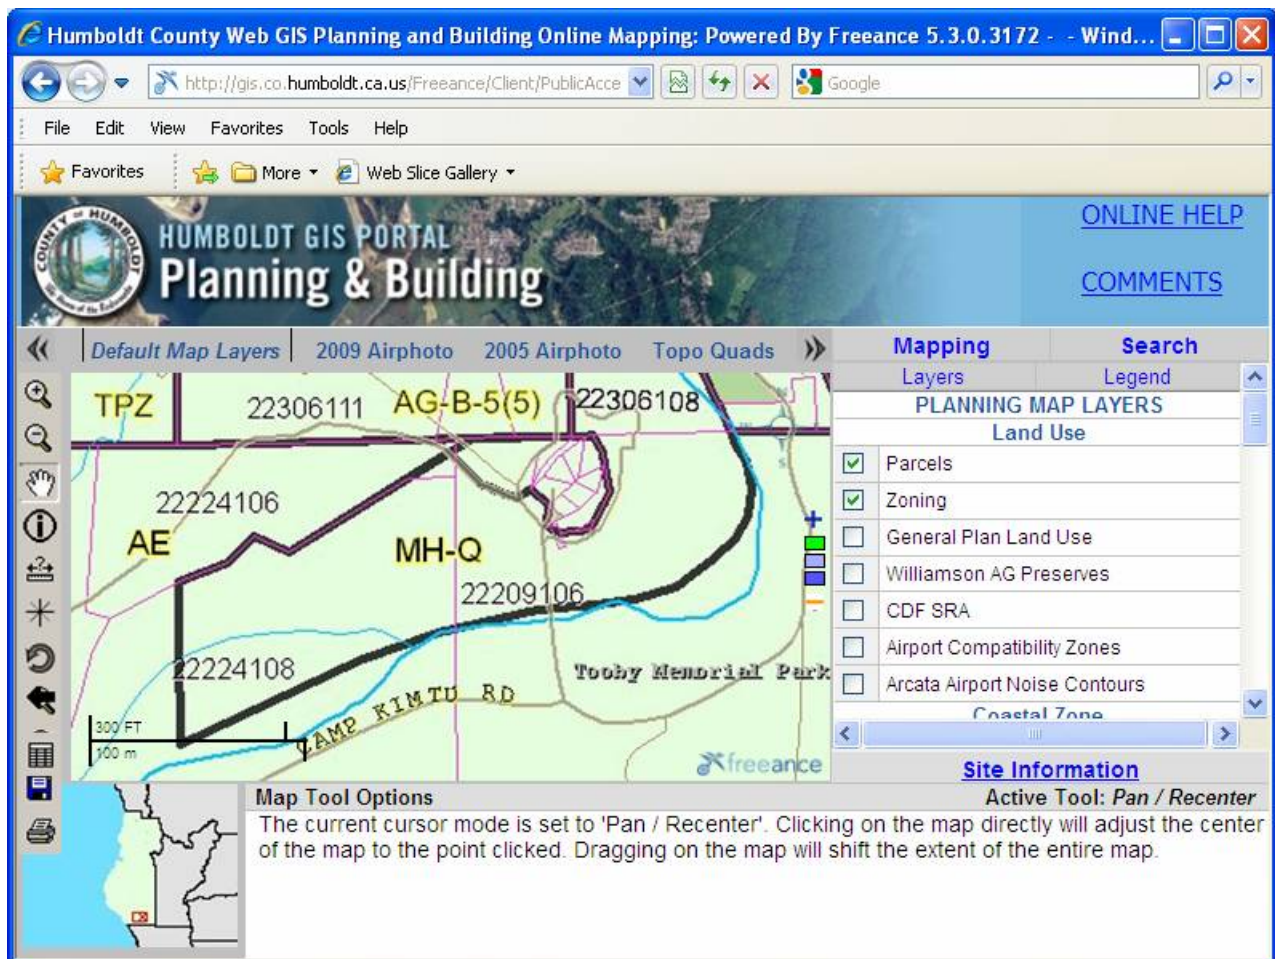 Humboldt County Web GIS Planning and Building Online Mapping: Powered By Freeance 5.3.0.3172 - - Wind...
http://gis.co.humboldt.ca.us/Freeance/Client/PublicAcce
Google
File Edit View Favorites Tools Help
Favorites More Web Slice Gallery
COUNTY OF HUMBOLDT
HUMBOLDT GIS PORTAL
Planning & Building
ONLINE HELP
COMMENTS
Default Map Layers 2009 Airphoto 2005 Airphoto Topo Quads
Mapping Search
Layers Legend
PLANNING MAP LAYERS
Land Use
Parcels
Zoning
General Plan Land Use
Williamson AG Preserves
CDF SRA
Airport Compatibility Zones
Arcata Airport Noise Contours
Coastal Zone
TPZ 22306111 AG-B-5(5) 22306108
22224106
AE MH-Q
22209106
22224108
Tooby Memorial Park
CAMP KIMTU RD
300 FT
100 m
freeance
Site Information
Map Tool Options Active Tool: Pan / Recenter
The current cursor mode is set to 'Pan / Recenter'. Clicking on the map directly will adjust the center
of the map to the point clicked. Dragging on the map will shift the extent of the entire map.